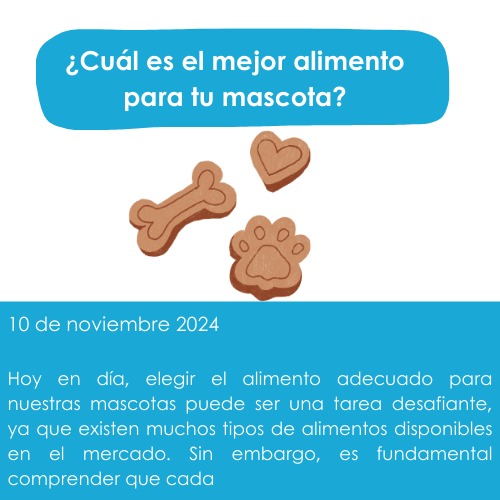 ¿Cuál es el mejor alimento
para tu mascota?
10 de noviembre 2024
Hoy en día, elegir el alimento adecuado para
nuestras mascotas puede ser una tarea desafiante,
ya que existen muchos tipos de alimentos disponibles
en el mercado. Sin embargo, es fundamental
comprender que cada